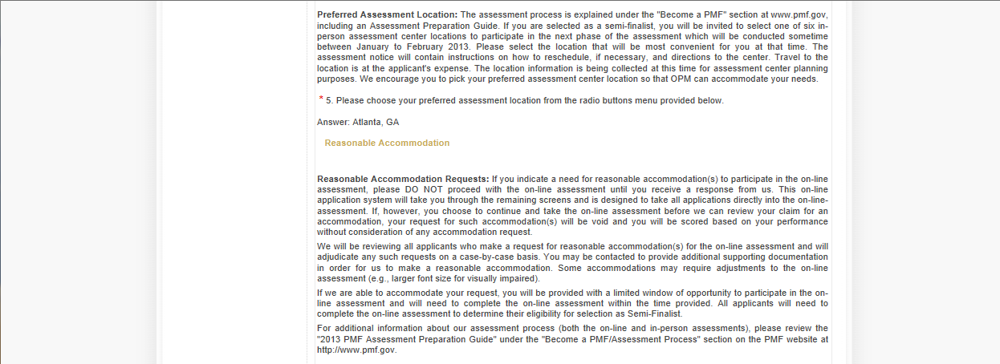 Preferred Assessment Location: The assessment process is explained under the "Become a PMF" section at www.pmf.gov,
including an Assessment Preparation Guide. If you are selected as a semi-finalist, you will be invited to select one of six in-
person assessment center locations to participate in the next phase of the assessment which will be conducted sometime
between January to February 2013. Please select the location that will be most convenient for you at that time. The
assessment notice will contain instructions on how to reschedule, if necessary, and directions to the center. Travel to the
location is at the applicant's expense. The location information is being collected at this time for assessment center planning
purposes. We encourage you to pick your preferred assessment center location so that OPM can accommodate your needs.
* 5. Please choose your preferred assessment location from the radio buttons menu provided below.
Answer: Atlanta, GA
Reasonable Accommodation
Reasonable Accommodation Requests: If you indicate a need for reasonable accommodation(s) to participate in the on-line
assessment, please DO NOT proceed with the on-line assessment until you receive a response from us. This on-line
application system will take you through the remaining screens and is designed to take all applications directly into the on-line-
assessment. If, however, you choose to continue and take the on-line assessment before we can review your claim for an
accommodation, your request for such accommodation(s) will be void and you will be scored based on your performance
without consideration of any accommodation request.
We will be reviewing all applicants who make a request for reasonable accommodation(s) for the on-line assessment and will
adjudicate any such requests on a case-by-case basis. You may be contacted to provide additional supporting documentation
in order for us to make a reasonable accommodation. Some accommodations may require adjustments to the on-line
assessment (e.g., larger font size for visually impaired).
If we are able to accommodate your request, you will be provided with a limited window of opportunity to participate in the on-
line assessment and will need to complete the on-line assessment within the time provided. All applicants will need to
complete the on-line assessment to determine their eligibility for selection as Semi-Finalist.
For additional information about our assessment process (both the on-line and in-person assessments), please review the
"2013 PMF Assessment Preparation Guide" under the "Become a PMF/Assessment Process" section on the PMF website at
http://www.pmf.gov.